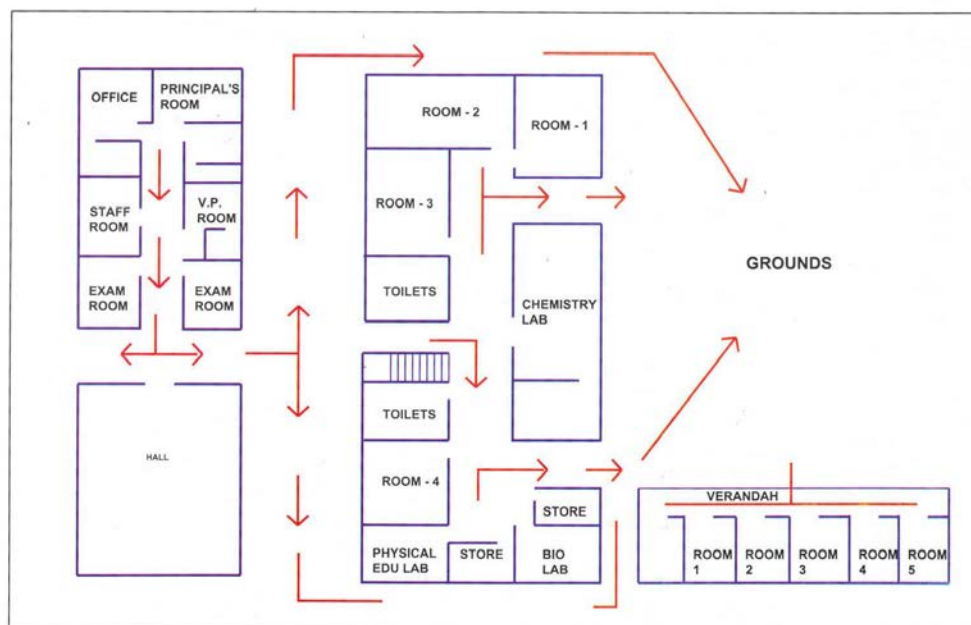 OFFICE
PRINCIPAL'S
ROOM
STAFF
ROOM
V.P.
ROOM
EXAM
ROOM
EXAM
ROOM
HALL
ROOM - 2
ROOM - 1
ROOM - 3
TOILETS
CHEMISTRY
LAB
TOILETS
ROOM - 4
STORE
PHYSICAL
EDU LAB
STORE
BIO
LAB
GROUNDS
VERANDAH
ROOM
1
ROOM
2
ROOM
3
ROOM
4
ROOM
5